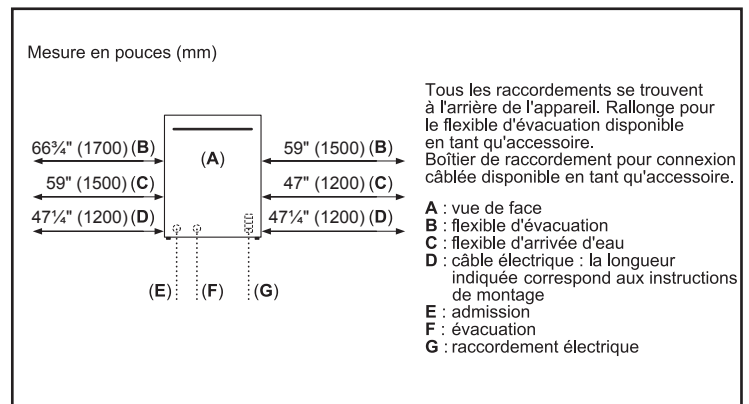 Mesure en pouces (mm)
66¾" (1700) (B)
59" (1500) (B)
(A)
59" (1500) (C)
47" (1200) (C)
47¼" (1200) (D)
47¼" (1200) (D)
(E)
(F)
(G)
Tous les raccordements se trouvent
à l'arrière de l'appareil. Rallonge pour
le flexible d'évacuation disponible
en tant qu'accessoire.
Boîtier de raccordement pour connexion
câblée disponible en tant qu'accessoire.
A : vue de face
B : flexible d'évacuation
C : flexible d'arrivée d'eau
D : câble électrique : la longueur
indiquée correspond aux instructions
de montage
E : admission
F : évacuation
G : raccordement électrique